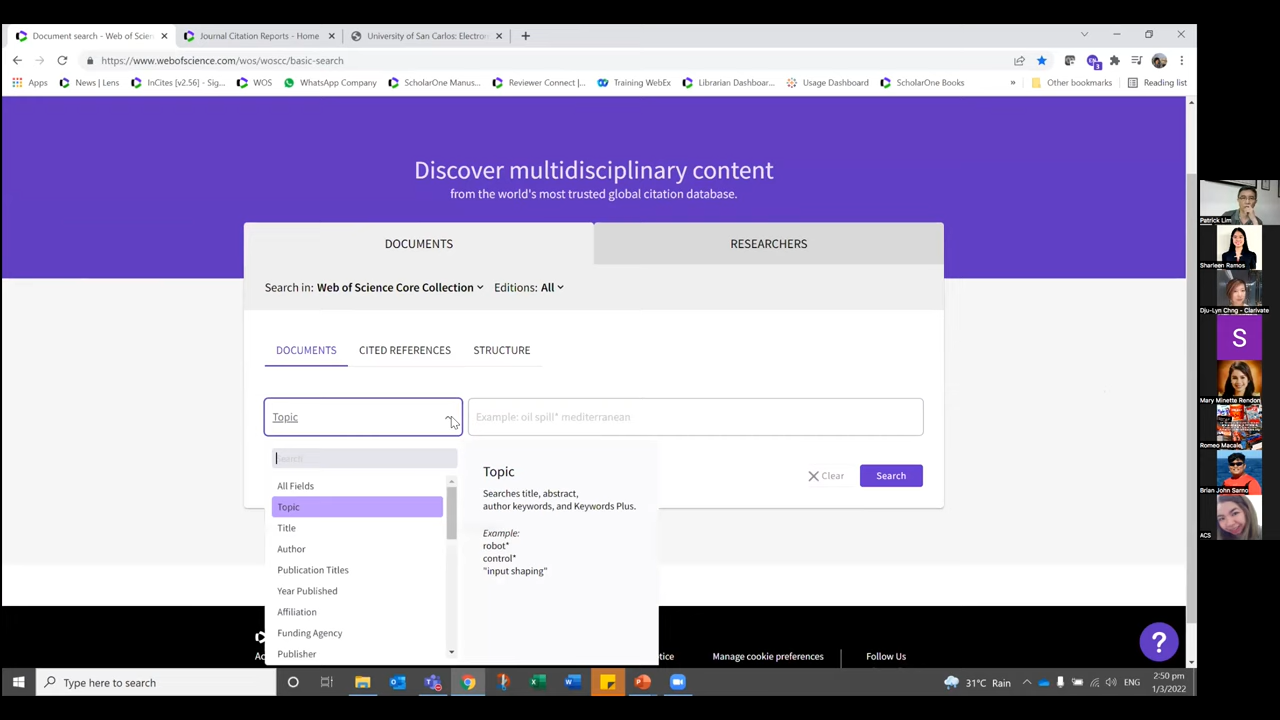 Document search - Web of Scien
Journal Citation Reports - Home
University of San Carlos: Electron
https://www.webofscience.com/wos/woscc/basic-search
Apps
News | Lens
InCites [v2.56] - Sig...
WOS
WhatsApp Company
ScholarOne Manus...
Reviewer Connect |...
Training WebEx
Librarian Dashboar...
Usage Dashboard
ScholarOne Books
»
Other bookmarks
Reading list
Discover multidisciplinary content
from the world's most trusted global citation database.
DOCUMENTS
RESEARCHERS
Search in: Web of Science Core Collection
Editions: All
DOCUMENTS
CITED REFERENCES
STRUCTURE
Topic
Example: oil spill* mediterranean
Search
All Fields
Topic
Title
Author
Publication Titles
Year Published
Affiliation
Funding Agency
Publisher
Topic
Searches title, abstract,
author keywords, and Keywords Plus.
Example:
robot*
control*
"input shaping"
Clear
Search
Manage cookie preferences
Follow Us
?
Patrick Lim
Sharleen Ramos
Dju-Lyn Chng - Clarivate
S
Mary Minette Rendon
Romeo Macale
Brian John Sarno
ACS
Type here to search
31°C Rain
ENG
2:50 pm
1/3/2022